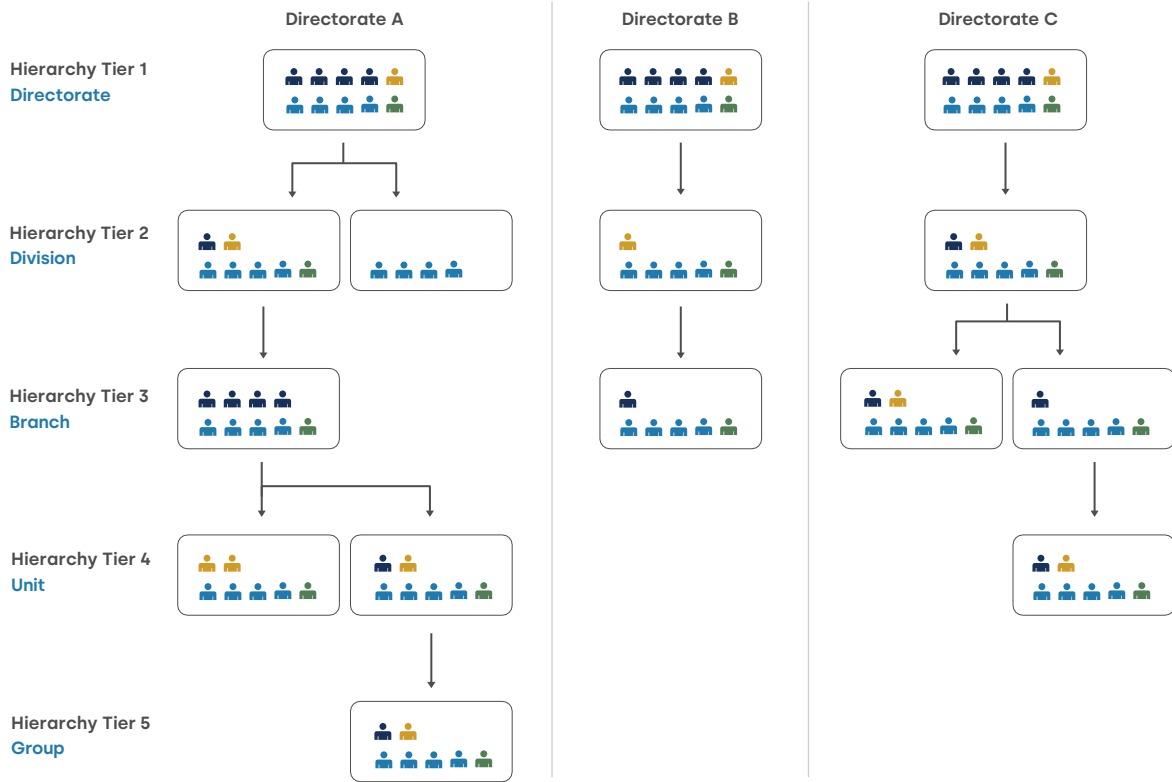 Directorate A
Directorate B
Directorate C
Hierarchy Tier 1
Directorate
Hierarchy Tier 2
Division
Hierarchy Tier 3
Branch
Hierarchy Tier 4
Unit
Hierarchy Tier 5
Group